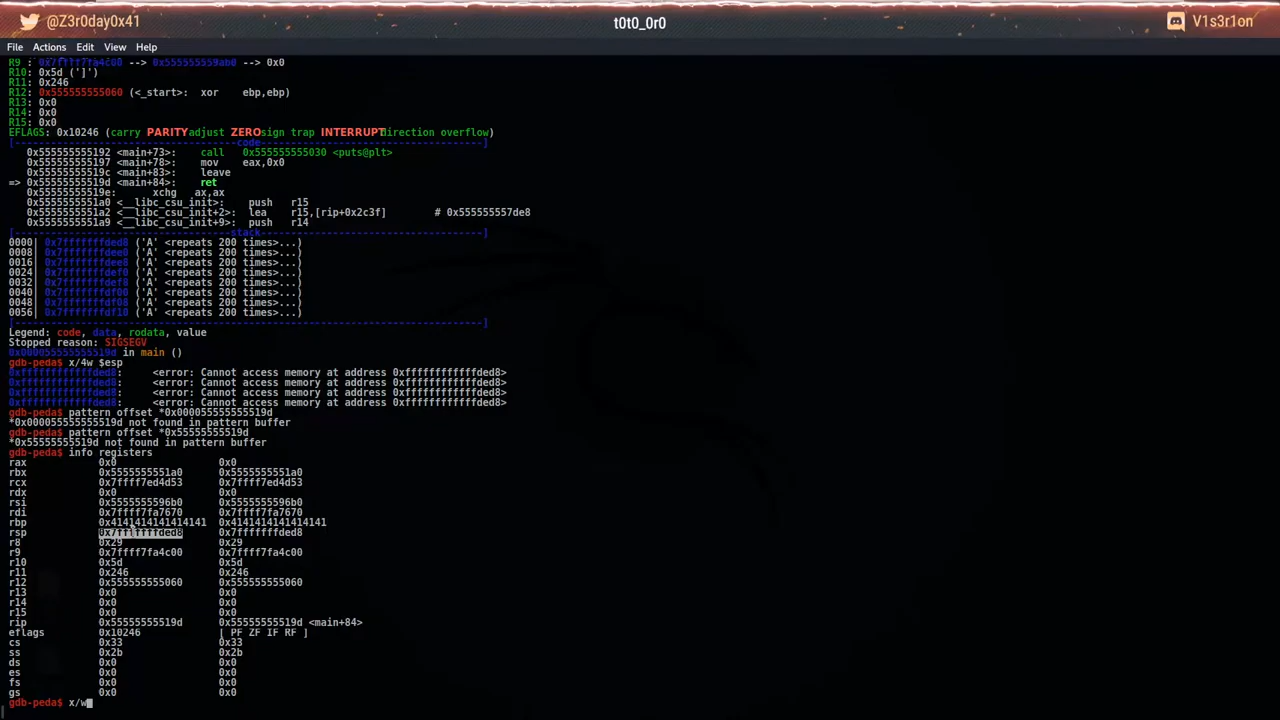 @Z3r0day0x41
t0t0_0r0
V1s3r1on
File Actions Edit View Help
R9 : 0x7ffff7fa4c00 --> 0x555555559ab0 --> 0x0
R10: 0x5d (']')
R11: 0x246
R12: 0x555555555060 (<_start>: xor ebp,ebp)
R13: 0x0
R14: 0x0
R15: 0x0
EFLAGS: 0x10246 (carry PARITY adjust ZERO sign trap INTERRUPT direction overflow)
[-------------------------------------code-------------------------------------]
0x555555555192 <main+73>: call 0x555555555030 <puts@plt>
0x555555555197 <main+78>: mov eax,0x0
0x55555555519c <main+83>: leave
=> 0x55555555519d <main+84>: ret
0x55555555519e: xchg ax,ax
0x5555555551a0 <__libc_csu_init>: push r15
0x5555555551a2 <__libc_csu_init+2>: lea r15,[rip+0x2c3f] # 0x555555557de8
0x5555555551a9 <__libc_csu_init+9>: push r14
[------------------------------------stack-------------------------------------]
0000| 0x7fffffffded8 ('A' <repeats 200 times>...)
0008| 0x7fffffffdee0 ('A' <repeats 200 times>...)
0016| 0x7fffffffdee8 ('A' <repeats 200 times>...)
0024| 0x7fffffffdef0 ('A' <repeats 200 times>...)
0032| 0x7fffffffdef8 ('A' <repeats 200 times>...)
0040| 0x7fffffffdf00 ('A' <repeats 200 times>...)
0048| 0x7fffffffdf08 ('A' <repeats 200 times>...)
0056| 0x7fffffffdf10 ('A' <repeats 200 times>...)
[------------------------------------------------------------------------------]
Legend: code, data, rodata, value
Stopped reason: SIGSEGV
0x000055555555519d in main ()
gdb-peda$ x/4w $esp
0xffffffffffffded8: <error: Cannot access memory at address 0xffffffffffffded8>
0xffffffffffffded8: <error: Cannot access memory at address 0xffffffffffffded8>
0xffffffffffffded8: <error: Cannot access memory at address 0xffffffffffffded8>
0xffffffffffffded8: <error: Cannot access memory at address 0xffffffffffffded8>
gdb-peda$ pattern offset *0x000055555555519d
*0x000055555555519d not found in pattern buffer
gdb-peda$ pattern offset *0x55555555519d
*0x55555555519d not found in pattern buffer
gdb-peda$ info registers
rax 0x0 0x0
rbx 0x5555555551a0 0x5555555551a0
rcx 0x7ffff7ed4d53 0x7ffff7ed4d53
rdx 0x0 0x0
rsi 0x5555555596b0 0x5555555596b0
rdi 0x7ffff7fa7670 0x7ffff7fa7670
rbp 0x4141414141414141 0x4141414141414141
rsp 0x7fffffffded8 0x7fffffffded8
r8 0x29 0x29
r9 0x7ffff7fa4c00 0x7ffff7fa4c00
r10 0x5d 0x5d
r11 0x246 0x246
r12 0x555555555060 0x555555555060
r13 0x0 0x0
r14 0x0 0x0
r15 0x0 0x0
rip 0x55555555519d 0x55555555519d <main+84>
eflags 0x10246 [ PF ZF IF RF ]
cs 0x33 0x33
ss 0x2b 0x2b
ds 0x0 0x0
es 0x0 0x0
fs 0x0 0x0
gs 0x0 0x0
gdb-peda$ x/w